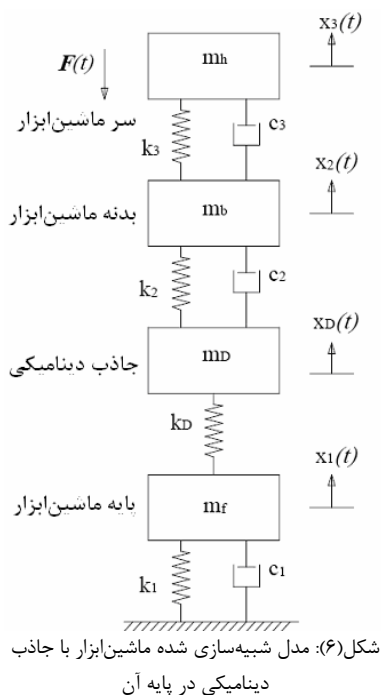 x3(t)
F(t)
mh
سر ماشین‌ابزار
k3
c3
x2(t)
بدنه ماشین‌ابزار
mb
k2
c2
xD(t)
جاذب دینامیکی
mD
kD
x1(t)
پایه ماشین‌ابزار
mf
k1
c1
شکل(۶): مدل شبیه‌سازی شده ماشین‌ابزار با جاذب
دینامیکی در پایه آن